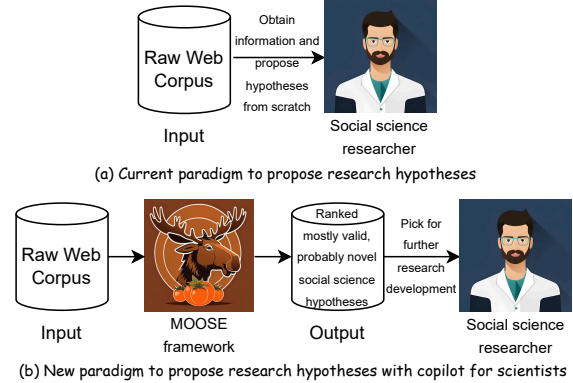 Raw Web
Corpus
Input
Obtain
information and
propose
hypotheses
from scratch
Social science
researcher
(a) Current paradigm to propose research hypotheses
Raw Web
Corpus
Input
MOOSE
framework
Ranked
mostly valid,
probably novel
social science
hypotheses
Output
Pick for
further
research
development
Social science
researcher
(b) New paradigm to propose research hypotheses with copilot for scientists